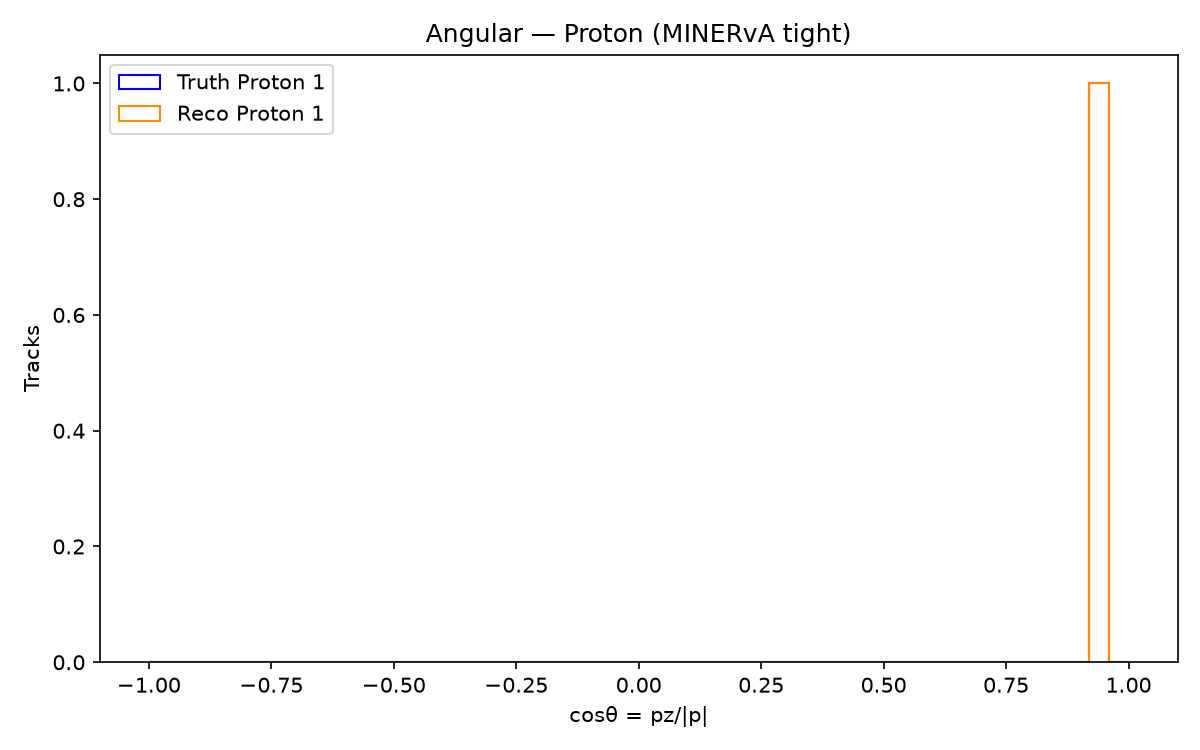 Angular — Proton (MINERvA tight)
Truth Proton 1
Reco Proton 1
1.0
0.8
0.6
0.4
0.2
0.0
Tracks
−1.00 −0.75 −0.50 −0.25 0.00 0.25 0.50 0.75 1.00
cosθ = pz/|p|